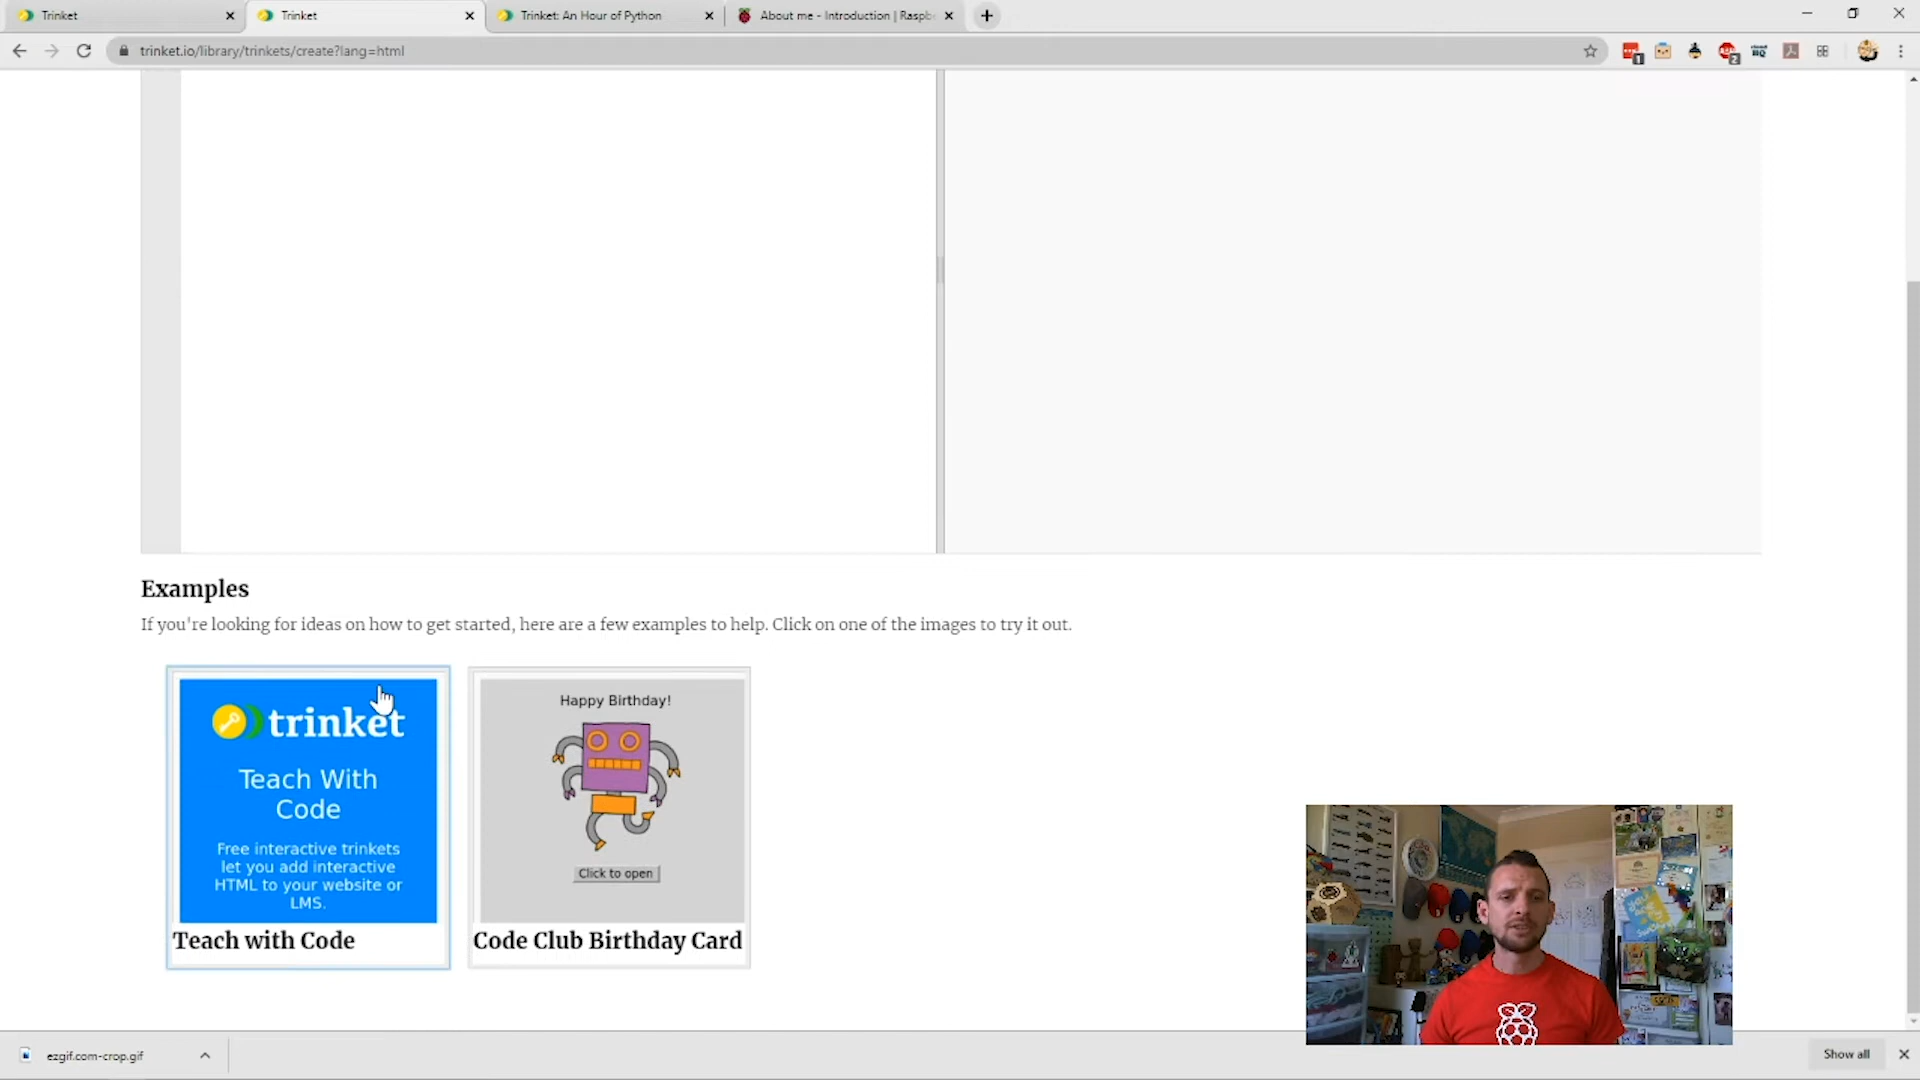 Trinket
Trinket
Trinket: An Hour of Python
About me - Introduction | Raspb
trinket.io/library/trinkets/create?lang=html
Examples
If you're looking for ideas on how to get started, here are a few examples to help. Click on one of the images to try it out.
trinket
Teach With
Code
Free interactive trinkets
let you add interactive
HTML to your website or
LMS.
Teach with Code
Happy Birthday!
Click to open
Code Club Birthday Card
ezgif.com-crop.gif
Show all